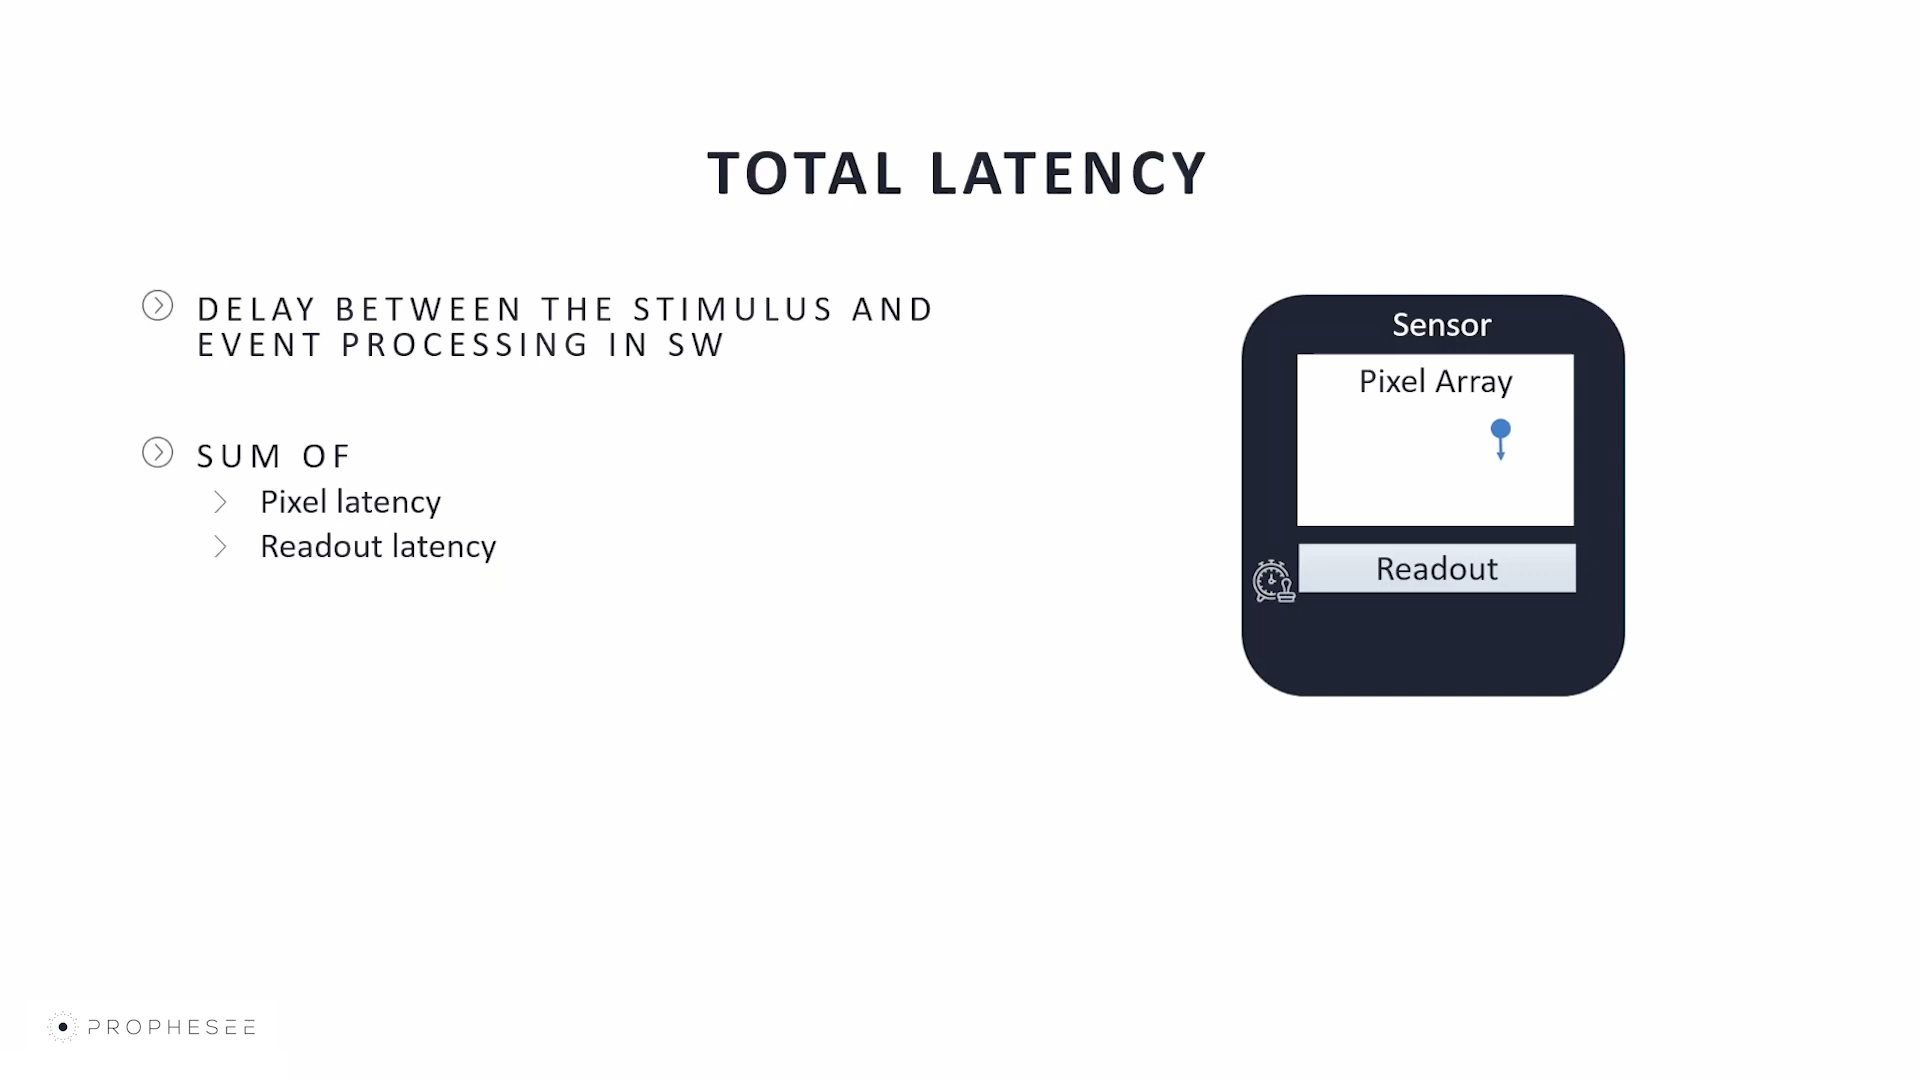 TOTAL LATENCY
DELAY BETWEEN THE STIMULUS AND
EVENT PROCESSING IN SW
SUM OF
Pixel latency
Readout latency
Sensor
Pixel Array
Readout
PROPHESEE